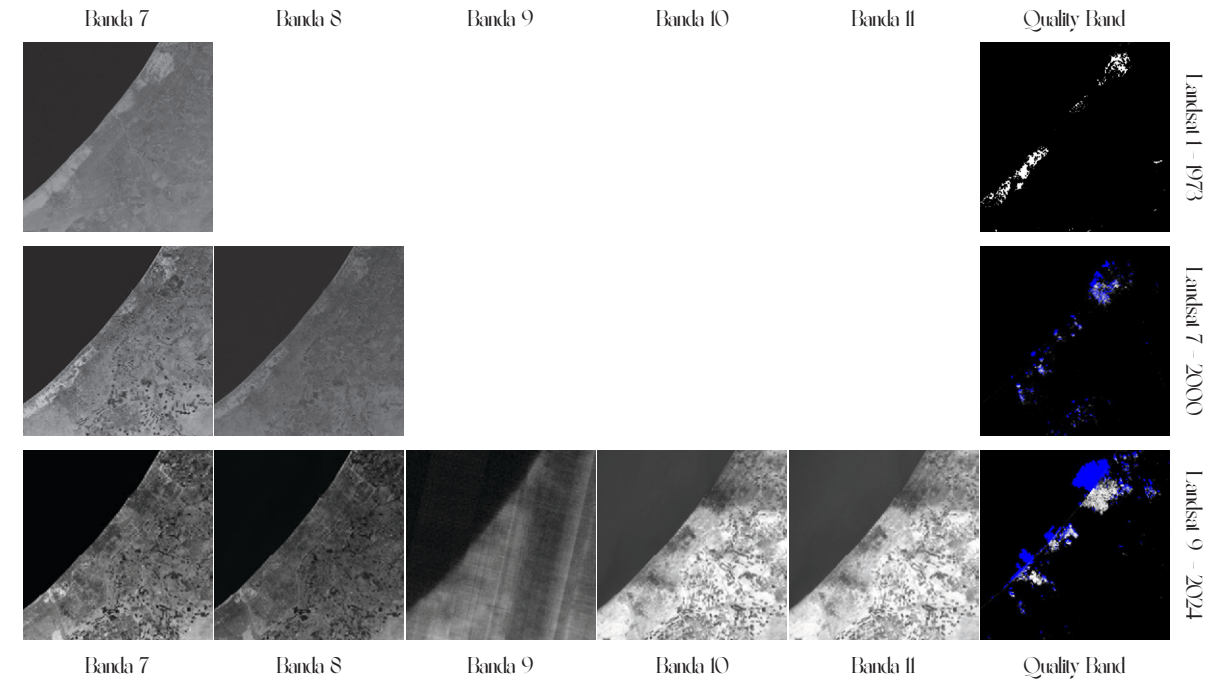 Banda 7
Banda 8
Banda 9
Banda 10
Banda 11
Quality Band
Landsat 1 - 1973
Landsat 7 - 2000
Landsat 9 - 2024
Banda 7
Banda 8
Banda 9
Banda 10
Banda 11
Quality Band